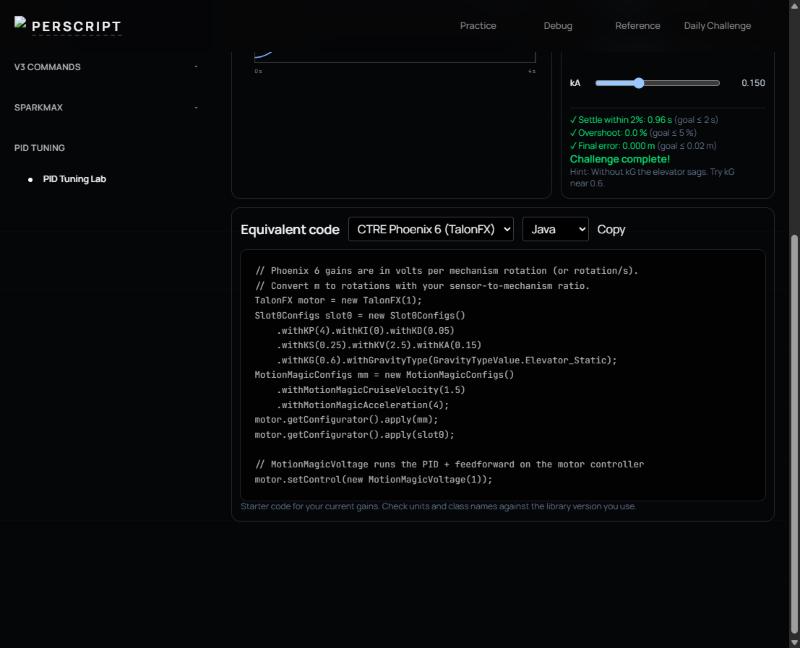 PERSCRIPT
Practice Debug Reference Daily Challenge
V3 COMMANDS -
SPARKMAX -
PID TUNING
PID Tuning Lab
0 s 4 s
kA 0.150
✓ Settle within 2%: 0.96 s (goal ≤ 2 s)
✓ Overshoot: 0.0 % (goal ≤ 5 %)
✓ Final error: 0.000 m (goal ≤ 0.02 m)
Challenge complete!
Hint: Without kG the elevator sags. Try kG
near 0.6.
Equivalent code CTRE Phoenix 6 (TalonFX) Java Copy
// Phoenix 6 gains are in volts per mechanism rotation (or rotation/s).
// Convert m to rotations with your sensor-to-mechanism ratio.
TalonFX motor = new TalonFX(1);
Slot0Configs slot0 = new Slot0Configs()
    .withKP(4).withKI(0).withKD(0.05)
    .withKS(0.25).withKV(2.5).withKA(0.15)
    .withKG(0.6).withGravityType(GravityTypeValue.Elevator_Static);
MotionMagicConfigs mm = new MotionMagicConfigs()
    .withMotionMagicCruiseVelocity(1.5)
    .withMotionMagicAcceleration(4);
motor.getConfigurator().apply(mm);
motor.getConfigurator().apply(slot0);
// MotionMagicVoltage runs the PID + feedforward on the motor controller
motor.setControl(new MotionMagicVoltage(1));
Starter code for your current gains. Check units and class names against the library version you use.